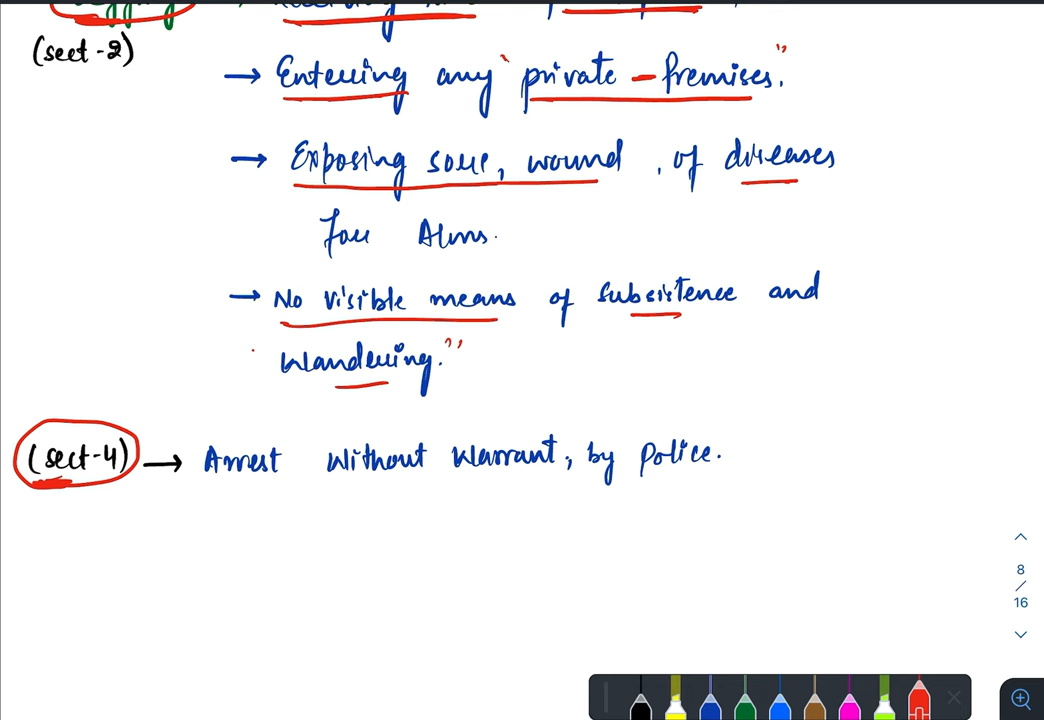 (sect-2)
→ Entering any "private - Premises."
→ Exposing sore, wound, of diseases
for Alms.
→ No visible means of subsistence and
wandering."
(sect-4) → Arrest without warrant, by police.
8
/
16